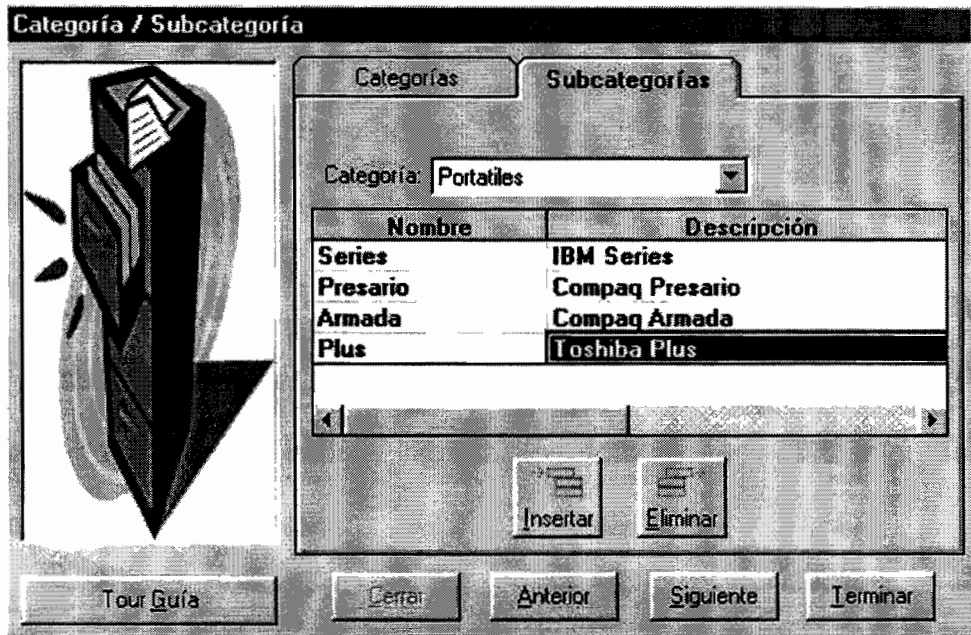 Categoría / Subcategoría
Categorías Subcategorías
Categoría: Portatiles
Nombre Descripción
Series IBM Series
Presario Compaq Presario
Armada Compaq Armada
Plus Toshiba Plus
Insertar Eliminar
Tour Guía Cerrar Anterior Siguiente Terminar